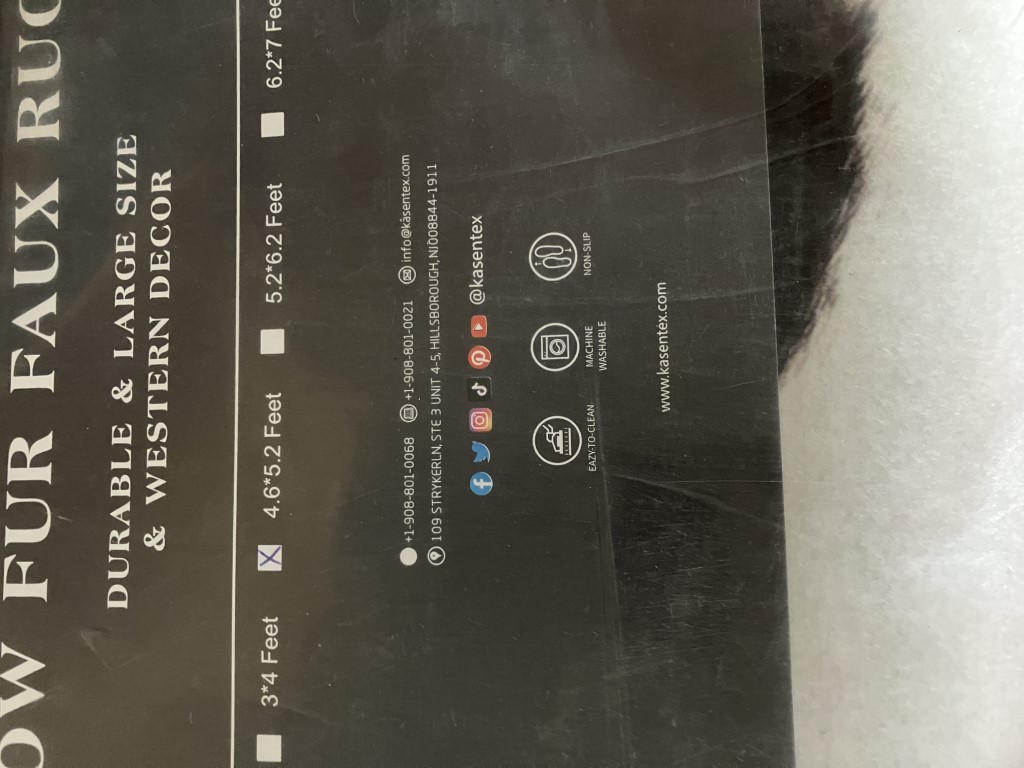 OW FUR FAUX RUG
DURABLE & LARGE SIZE
& WESTERN DECOR
3*4 Feet 4.6*5.2 Feet 5.2*6.2 Feet 6.2*7 Fee
+1-908-801-0068 +1-908-801-0021 info@kasentex.com
109 STRYKERLN, STE 3 UNIT 4-5, HILLSBOROUGH, NJ008844-1911
@kasentex
EAZY-TO-CLEAN MACHINE WASHABLE NON-SLIP
www.kasentex.com